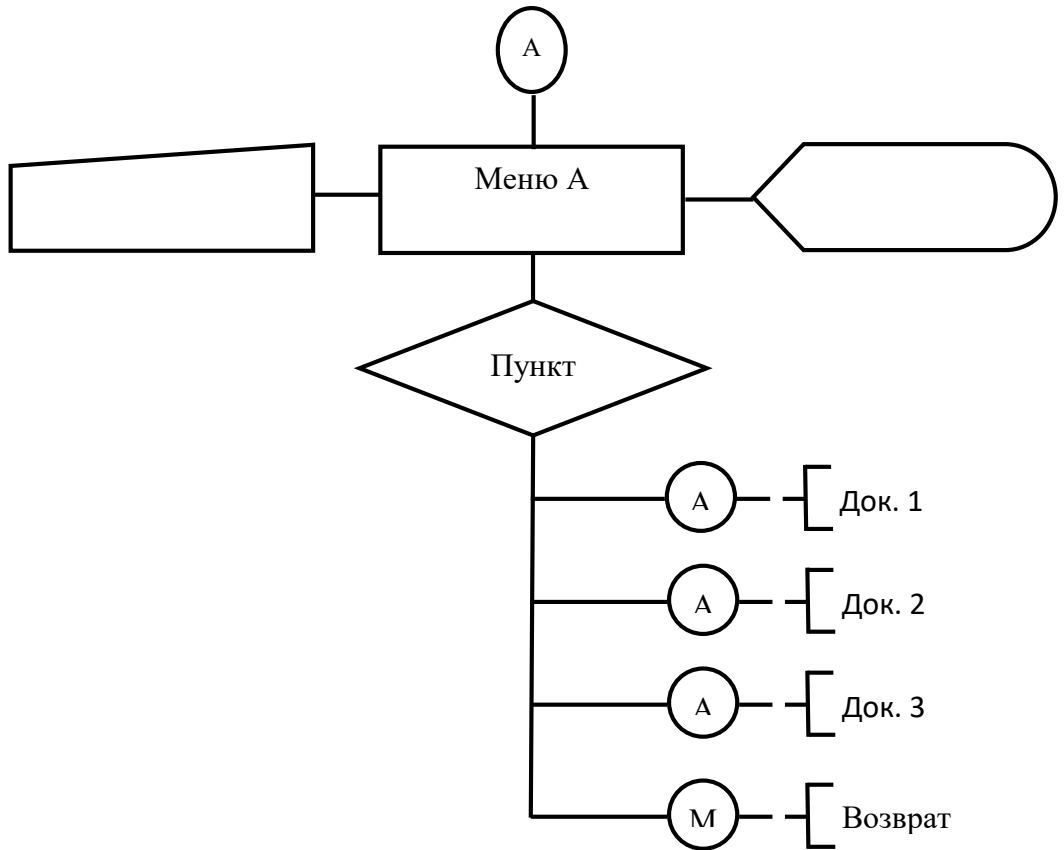 А
Меню А
Пункт
А
Док. 1
А
Док. 2
А
Док. 3
М
Возврат